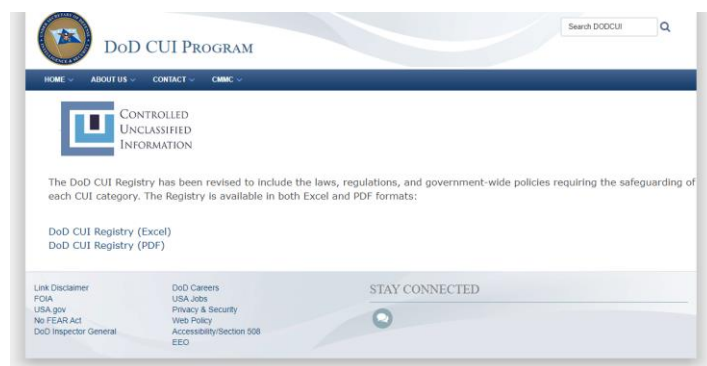 Search DODCUI
DOD CUI PROGRAM
HOME ABOUT US CONTACT CMMC
CONTROLLED
UNCLASSIFIED
INFORMATION
The DoD CUI Registry has been revised to include the laws, regulations, and government-wide policies requiring the safeguarding of
each CUI category. The Registry is available in both Excel and PDF formats:
DoD CUI Registry (Excel)
DoD CUI Registry (PDF)
Link Disclaimer
FOIA
USA.gov
No FEAR Act
DoD Inspector General
DoD Careers
USA Jobs
Privacy & Security
Web Policy
Accessibility/Section 508
EEO
STAY CONNECTED